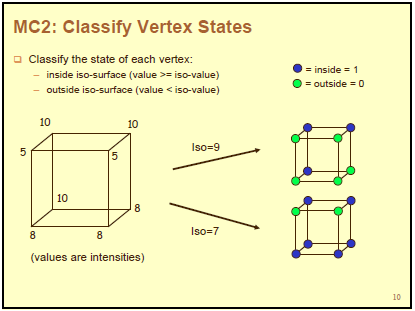 MC2: Classify Vertex States
Classify the state of each vertex:
– inside iso-surface (value >= iso-value)
– outside iso-surface (value < iso-value)
= inside = 1
= outside = 0
10
10
5
5
10
8
8
8
Iso=9
Iso=7
(values are intensities)
10